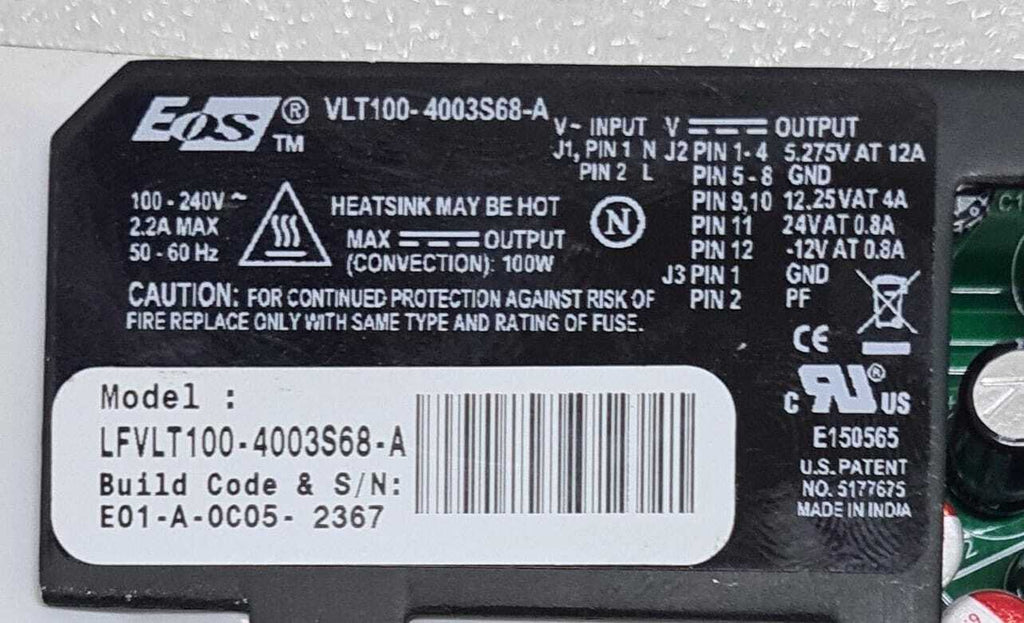 EOS® ™ VLT100-4003S68-A
V~ INPUT V OUTPUT
J1, PIN 1 N J2 PIN 1-4 5.275V AT 12A
PIN 2 L PIN 5-8 GND
PIN 9,10 12.25VAT 4A
PIN 11 24VAT 0.8A
PIN 12 -12V AT 0.8A
J3 PIN 1 GND
PIN 2 PF
100-240V~
2.2A MAX
50-60 Hz
HEATSINK MAY BE HOT
MAX OUTPUT
(CONVECTION): 100W
N
CAUTION: FOR CONTINUED PROTECTION AGAINST RISK OF
FIRE REPLACE ONLY WITH SAME TYPE AND RATING OF FUSE.
CE
C RU® US
E150565
U.S. PATENT
NO. 5177675
MADE IN INDIA
Model :
LFVLT100-4003S68-A
Build Code & S/N:
E01-A-0C05- 2367
C1